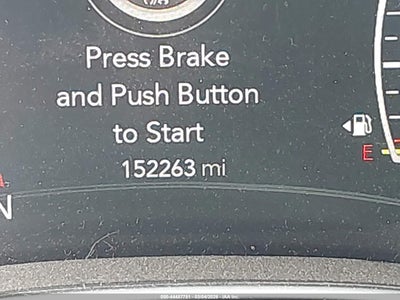 Press Brake
and Push Button
to Start
152263 mi
E
N